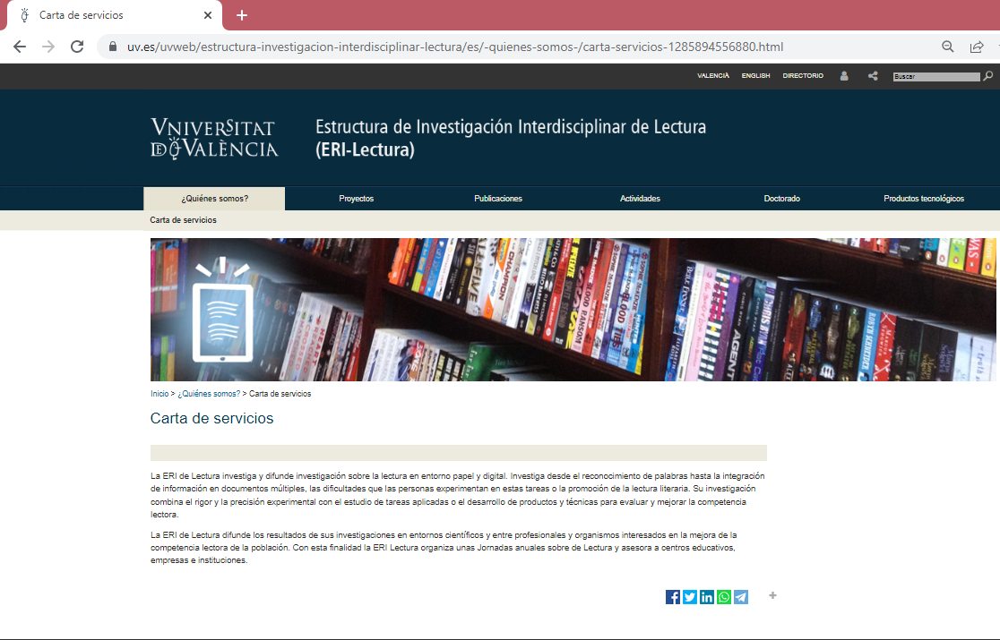 Carta de servicios
uv.es/uvweb/estructura-investigacion-interdisciplinar-lectura/es/-quienes-somos-/carta-servicios-1285894556880.html
VALENCIÀ ENGLISH DIRECTORIO Buscar
VNIVERSITAT
DE VALÈNCIA
Estructura de Investigación Interdisciplinar de Lectura
(ERI-Lectura)
¿Quiénes somos? Proyectos Publicaciones Actividades Doctorado Productos tecnológicos
Carta de servicios
CHAMPION
BLOOD RANSOM
AGENT
Inicio > ¿Quiénes somos? > Carta de servicios
Carta de servicios
La ERI de Lectura investiga y difunde investigación sobre la lectura en entorno papel y digital. Investiga desde el reconocimiento de palabras hasta la integración
de información en documentos múltiples, las dificultades que las personas experimentan en estas tareas o la promoción de la lectura literaria. Su investigación
combina el rigor y la precisión experimental con el estudio de tareas aplicadas o el desarrollo de productos y técnicas para evaluar y mejorar la competencia
lectora.
La ERI de Lectura difunde los resultados de sus investigaciones en entornos científicos y entre profesionales y organismos interesados en la mejora de la
competencia lectora de la población. Con esta finalidad la ERI Lectura organiza unas Jornadas anuales sobre de Lectura y asesora a centros educativos,
empresas e instituciones.